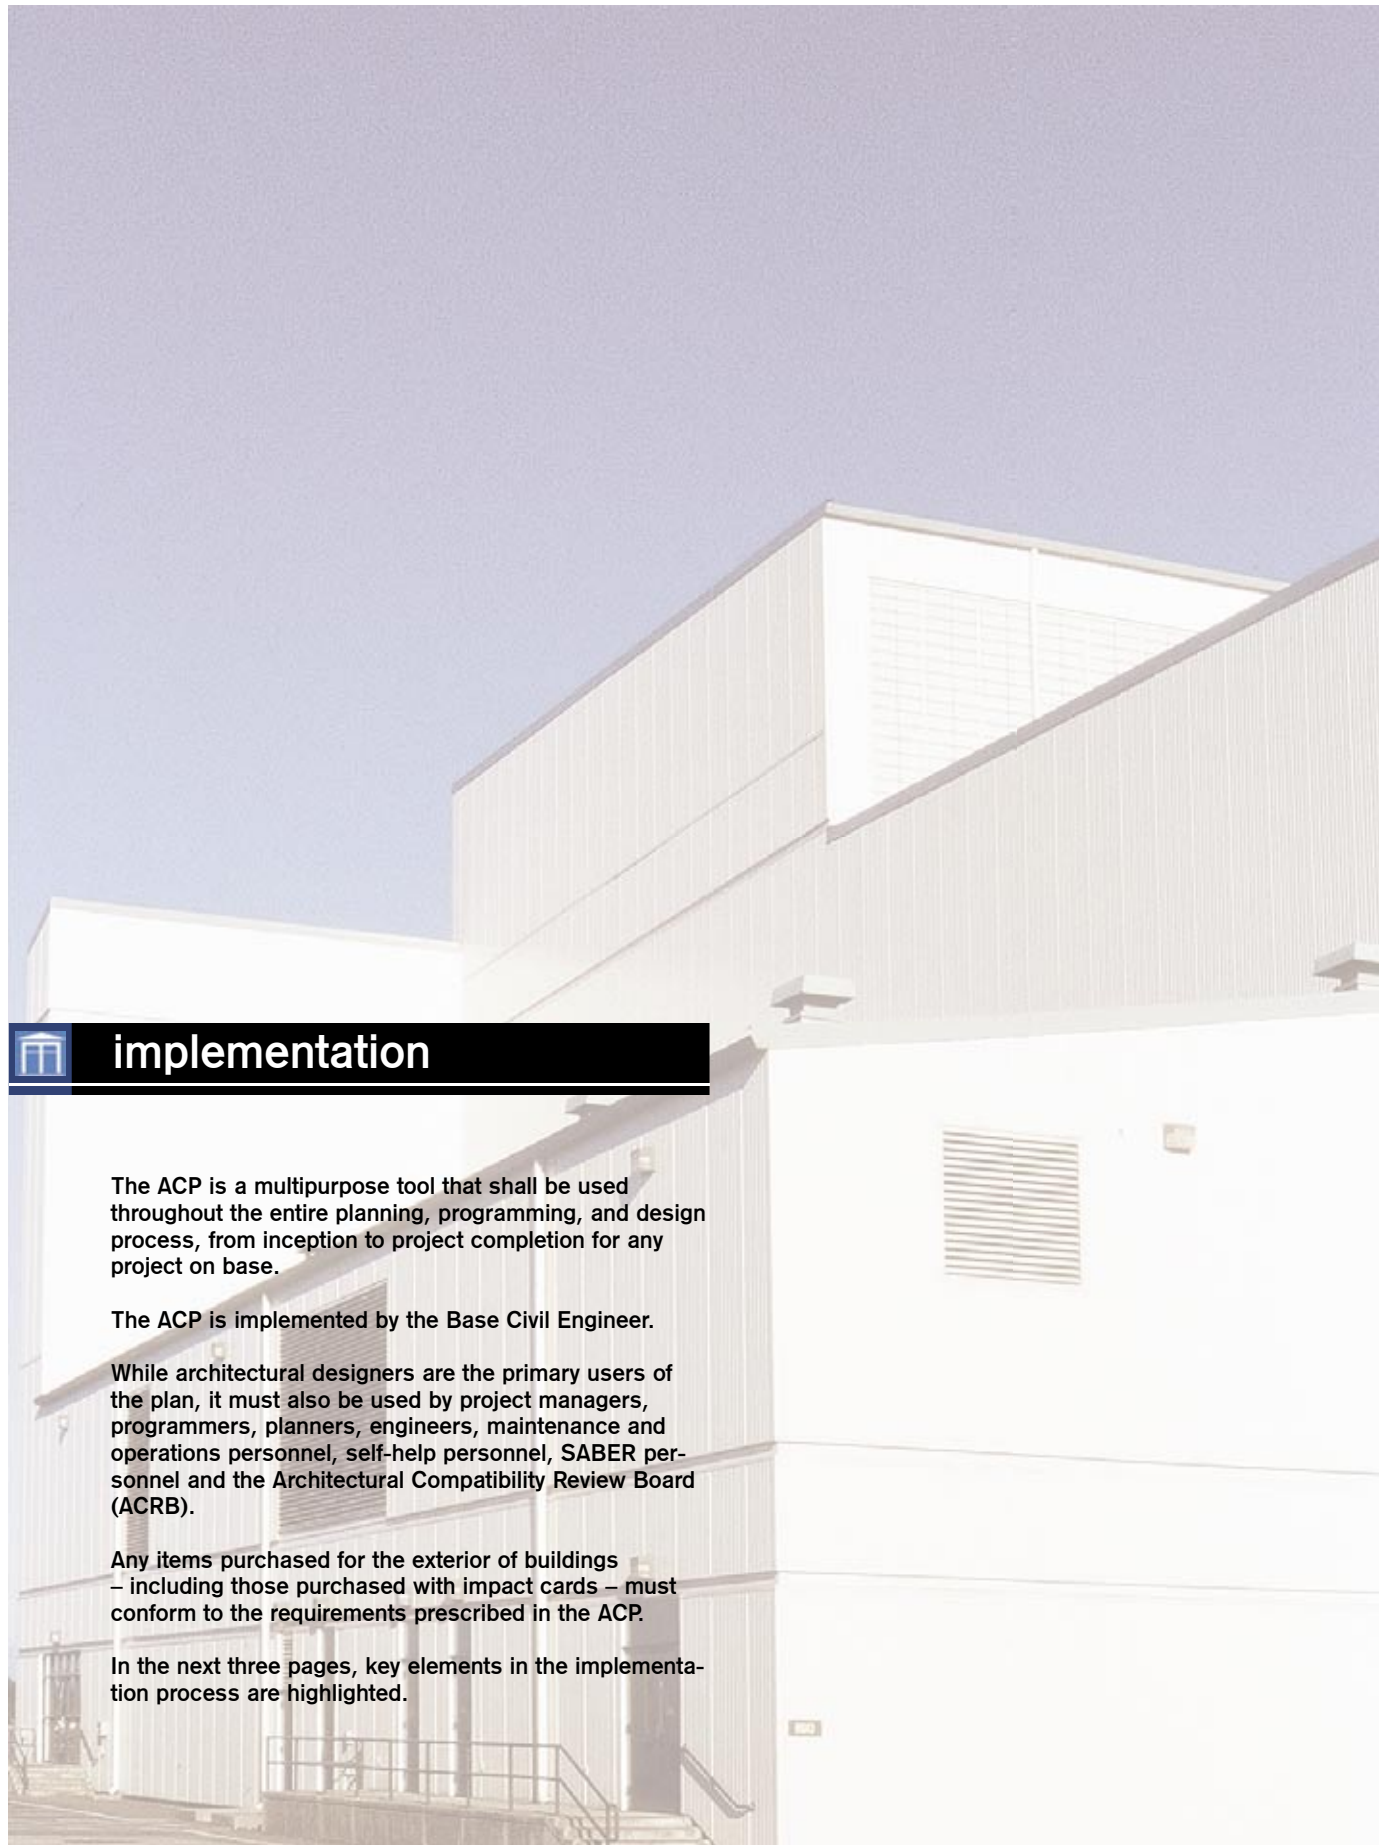 implementation
The ACP is a multipurpose tool that shall be used
throughout the entire planning, programming, and design
process, from inception to project completion for any
project on base.
The ACP is implemented by the Base Civil Engineer.
While architectural designers are the primary users of
the plan, it must also be used by project managers,
programmers, planners, engineers, maintenance and
operations personnel, self-help personnel, SABER per-
sonnel and the Architectural Compatibility Review Board
(ACRB).
Any items purchased for the exterior of buildings
– including those purchased with impact cards – must
conform to the requirements prescribed in the ACP.
In the next three pages, key elements in the implementa-
tion process are highlighted.